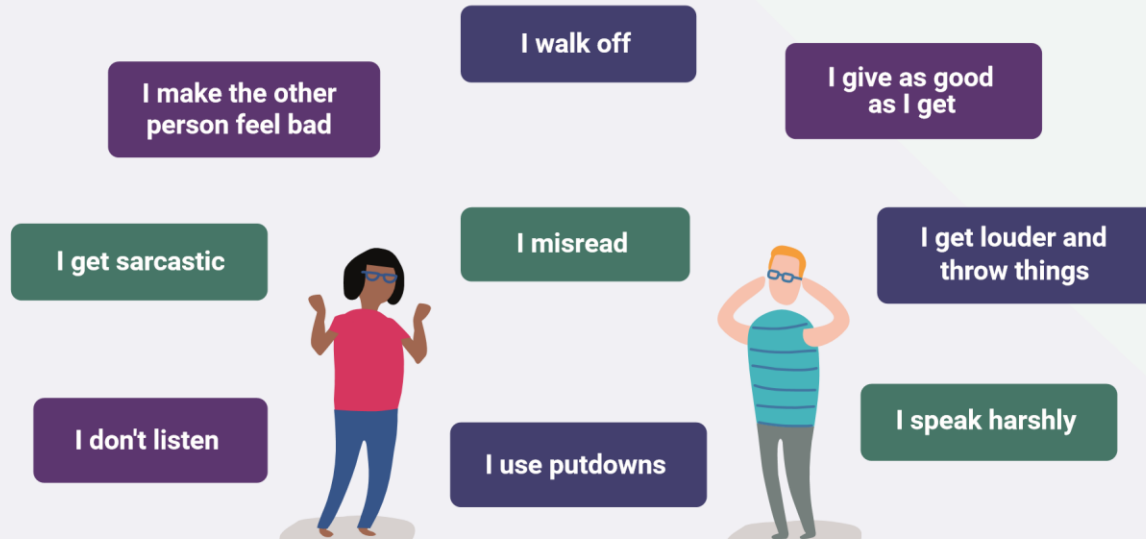 I walk off
I make the other
person feel bad
I give as good
as I get
I get sarcastic
I misread
I get louder and
throw things
I don't listen
I use putdowns
I speak harshly